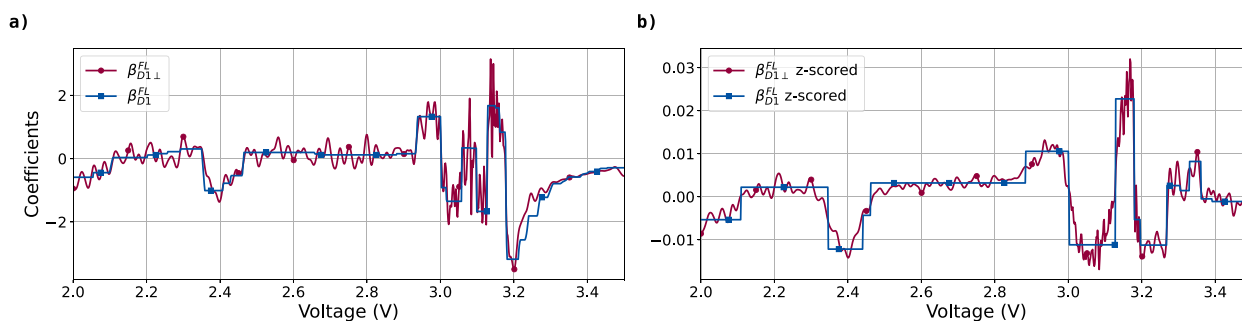 a)
β^{FL}_{D1⊥}
β^{FL}_{D1}
Coefficients
2
0
−2
2.0 2.2 2.4 2.6 2.8 3.0 3.2 3.4
Voltage (V)
b)
β^{FL}_{D1⊥} z-scored
β^{FL}_{D1} z-scored
0.03
0.02
0.01
0.00
−0.01
2.0 2.2 2.4 2.6 2.8 3.0 3.2 3.4
Voltage (V)